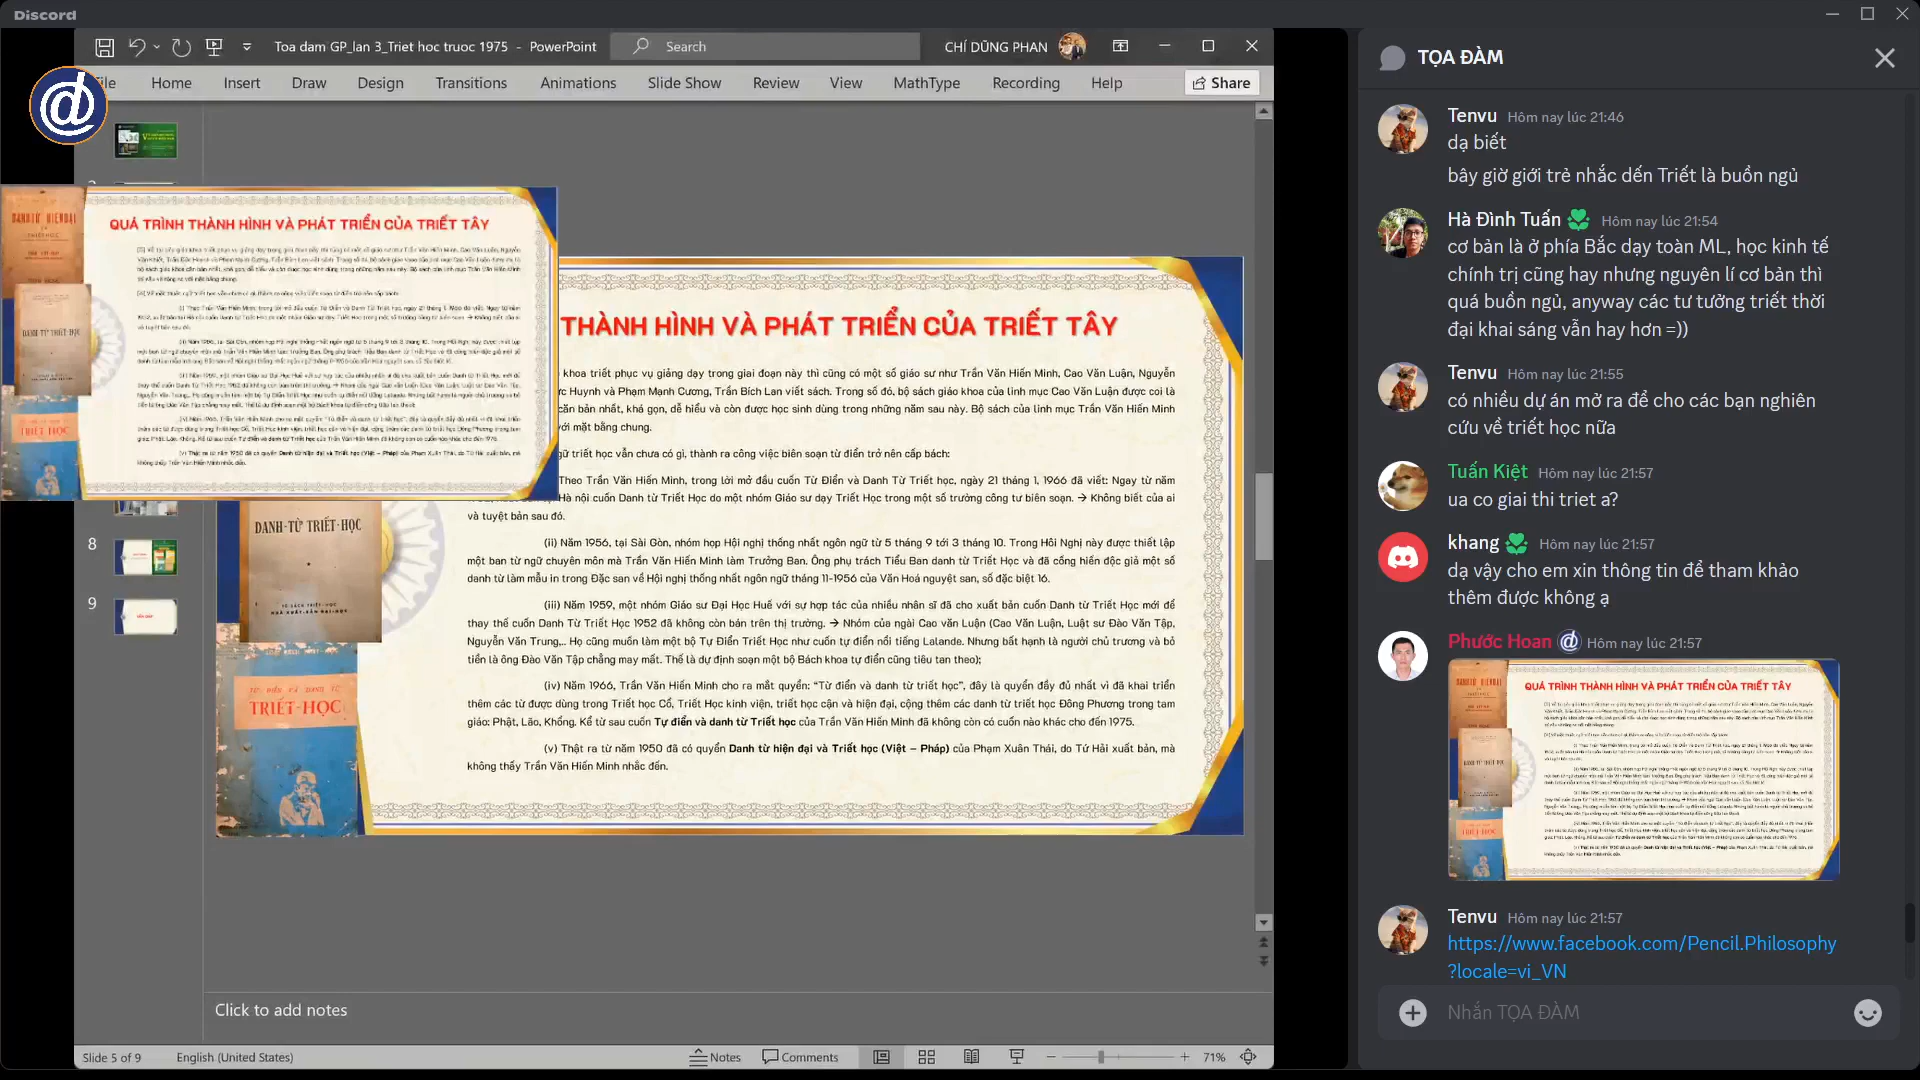 Discord
Toa dam GP_lan 3_Triet hoc truoc 1975 - PowerPoint
Search
CHÍ DŨNG PHAN
Home Insert Draw Design Transitions Animations Slide Show Review View MathType Recording Help
Share
QUÁ TRÌNH THÀNH HÌNH VÀ PHÁT TRIỂN CỦA TRIẾT TÂY
THÀNH HÌNH VÀ PHÁT TRIỂN CỦA TRIẾT TÂY
khoa triết phục vụ giảng dạy trong giai đoạn này thì cũng có một số giáo sư như Trần Văn Hiến Minh, Cao Văn Luận, Nguyễn
Huynh và Phạm Mạnh Cương, Trần Bích Lan viết sách. Trong số đó, bộ sách giáo khoa của linh mục Cao Văn Luận được coi là
căn bản nhất, khá gọn, dễ hiểu và còn được học sinh dùng trong những năm sau này. Bộ sách của linh mục Trần Văn Hiến Minh
với mặt bằng chung.
triết học vẫn chưa có gì, thành ra công việc biên soạn từ điển trở nên cấp bách:
Theo Trần Văn Hiến Minh, trong lời mở đầu cuốn Từ Điển và Danh Từ Triết học, ngày 21 tháng 1, 1966 đã viết: Ngay từ năm
Hà nội cuốn Danh từ Triết Học do một nhóm Giáo sư dạy Triết Học trong một số trường công tư biên soạn. → Không biết của ai
và tuyệt bản sau đó.
(ii) Năm 1956, tại Sài Gòn, nhóm họp Hội nghị thống nhất ngôn ngữ từ 5 tháng 9 tới 3 tháng 10. Trong Hôi Nghị này được thiết lập
một ban từ ngữ chuyên môn mà Trần Văn Hiến Minh làm Trưởng Ban. Ông phụ trách Tiểu Ban danh từ Triết Học và đã cống hiến độc giả một số
danh từ làm mẫu in trong Đặc san về Hội nghị thống nhất ngôn ngữ tháng 11-1956 của Văn Hoá nguyệt san, số đặc biệt 16.
(iii) Năm 1959, một nhóm Giáo sư Đại Học Huế với sự hợp tác của nhiều nhân sĩ đã cho xuất bản cuốn Danh từ Triết Học mới để
thay thế cuốn Danh Từ Triết Học 1952 đã không còn bán trên thị trường. → Nhóm của ngài Cao văn Luận (Cao Văn Luận, Luật sư Đào Văn Tập,
Nguyễn Văn Trung,.. Họ cũng muốn làm một bộ Tự Điển Triết Học như cuốn tự điển nổi tiếng Lalande. Nhưng bất hạnh là người chủ trương và bỏ
tiền là ông Đào Văn Tập chẳng may mất. Thế là dự định soạn một bộ Bách khoa tự điển cũng tiêu tan theo);
(iv) Năm 1966, Trần Văn Hiến Minh cho ra mắt quyển: “Từ điển và danh từ triết học”, đây là quyển đầy đủ nhất vì đã khai triển
thêm các từ được dùng trong Triết học Cổ, Triết Học kinh viện, triết học cận và hiện đại, cộng thêm các danh từ triết học Đông Phương trong tam
giáo: Phật, Lão, Khổng. Kể từ sau cuốn Tự điển và danh từ Triết học của Trần Văn Hiến Minh đã không còn có cuốn nào khác cho đến 1975.
(v) Thật ra từ năm 1950 đã có quyển Danh từ hiện đại và Triết học (Việt – Pháp) của Phạm Xuân Thái, do Tứ Hải xuất bản, mà
không thấy Trần Văn Hiến Minh nhắc đến.
DANH-TỪ TRIẾT-HỌC
TỪ ĐIỂN VÀ DANH TỪ
TRIẾT-HỌC
8
9
Click to add notes
Slide 5 of 9 English (United States) Notes Comments 71%
TỌA ĐÀM
Tenvu Hôm nay lúc 21:46
dạ biết
bây giờ giới trẻ nhắc đến Triết là buồn ngủ
Hà Đình Tuấn Hôm nay lúc 21:54
cơ bản là ở phía Bắc dạy toàn ML, học kinh tế
chính trị cũng hay nhưng nguyên lí cơ bản thì
quá buồn ngủ, anyway các tư tưởng triết thời
đại khai sáng vẫn hay hơn =))
Tenvu Hôm nay lúc 21:55
có nhiều dự án mở ra để cho các bạn nghiên
cứu về triết học nữa
Tuấn Kiệt Hôm nay lúc 21:57
ua co giai thi triet a?
khang Hôm nay lúc 21:57
dạ vậy cho em xin thông tin để tham khảo
thêm được không ạ
Phước Hoan Hôm nay lúc 21:57
QUÁ TRÌNH THÀNH HÌNH VÀ PHÁT TRIỂN CỦA TRIẾT TÂY
Tenvu Hôm nay lúc 21:57
https://www.facebook.com/Pencil.Philosophy
?locale=vi_VN
Nhắn TỌA ĐÀM